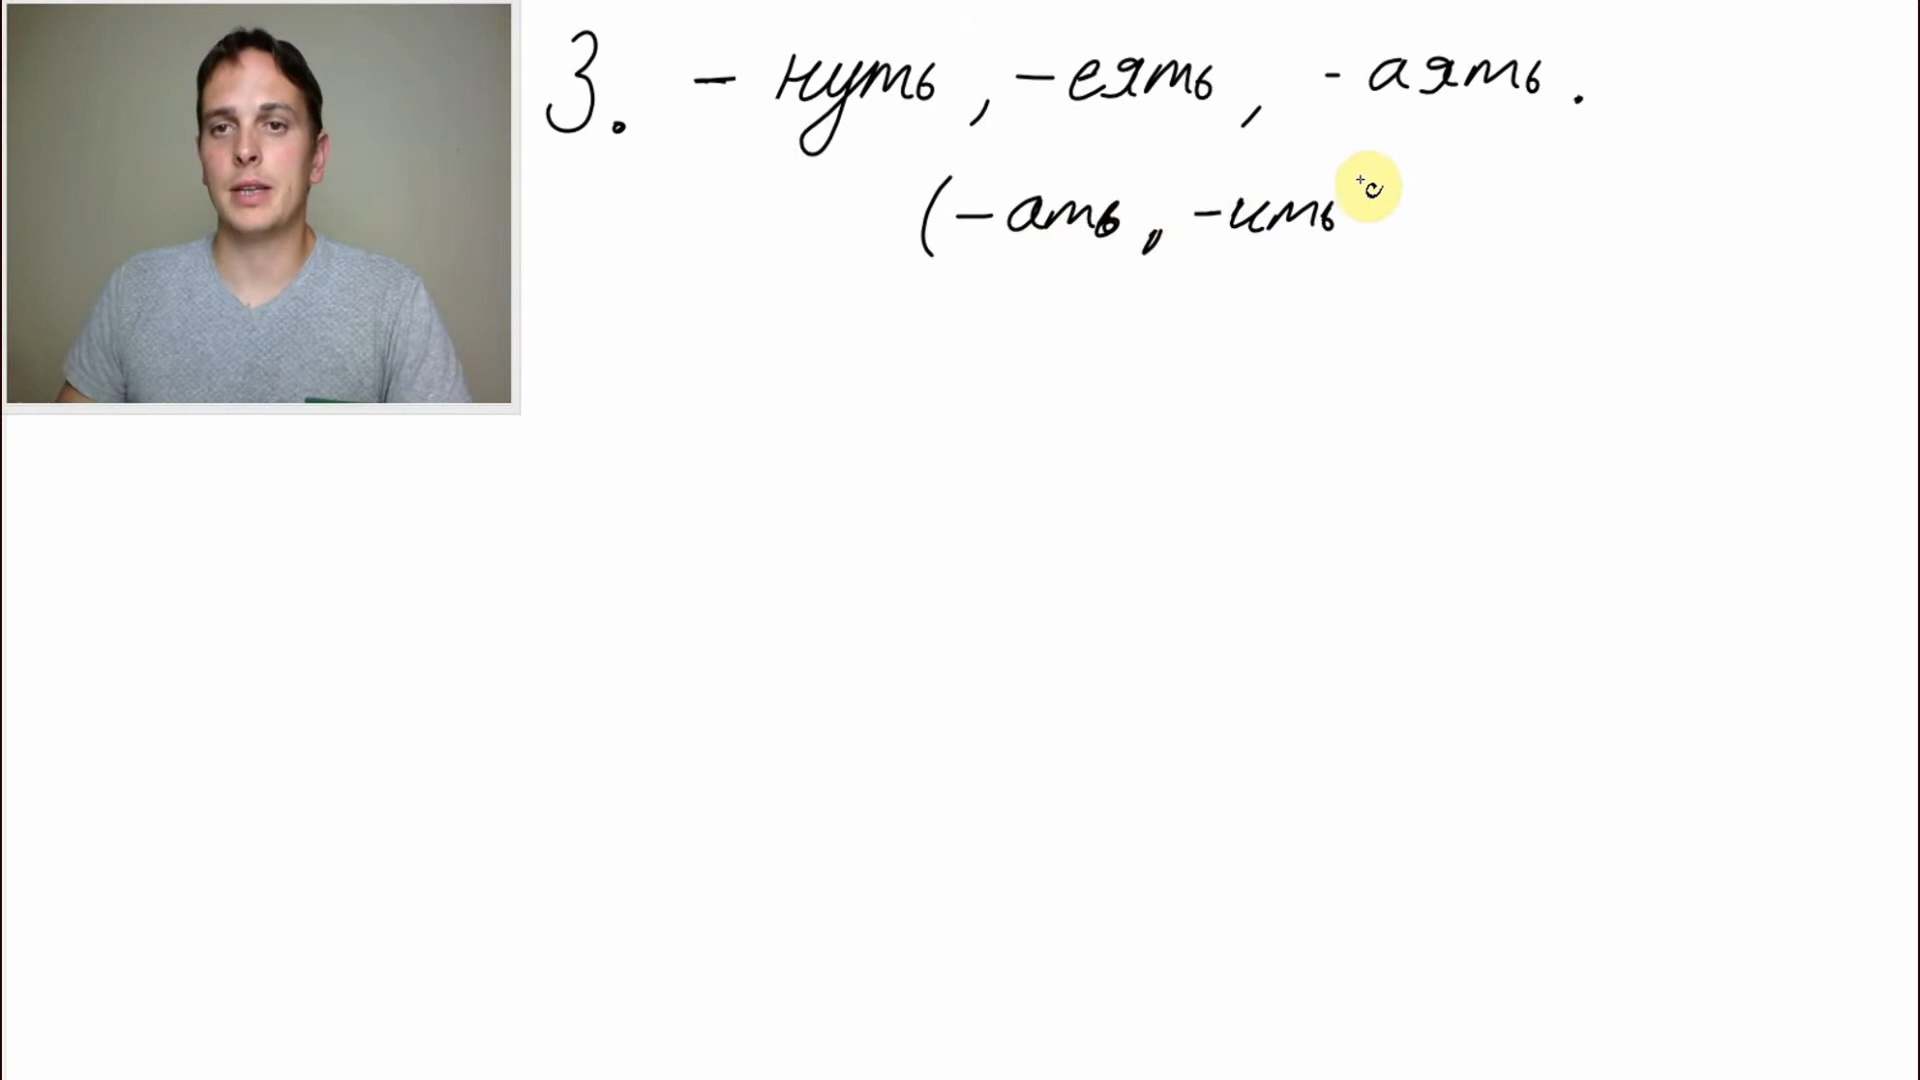 3. - нуть, -еять, - аять.
(-ать, -ить